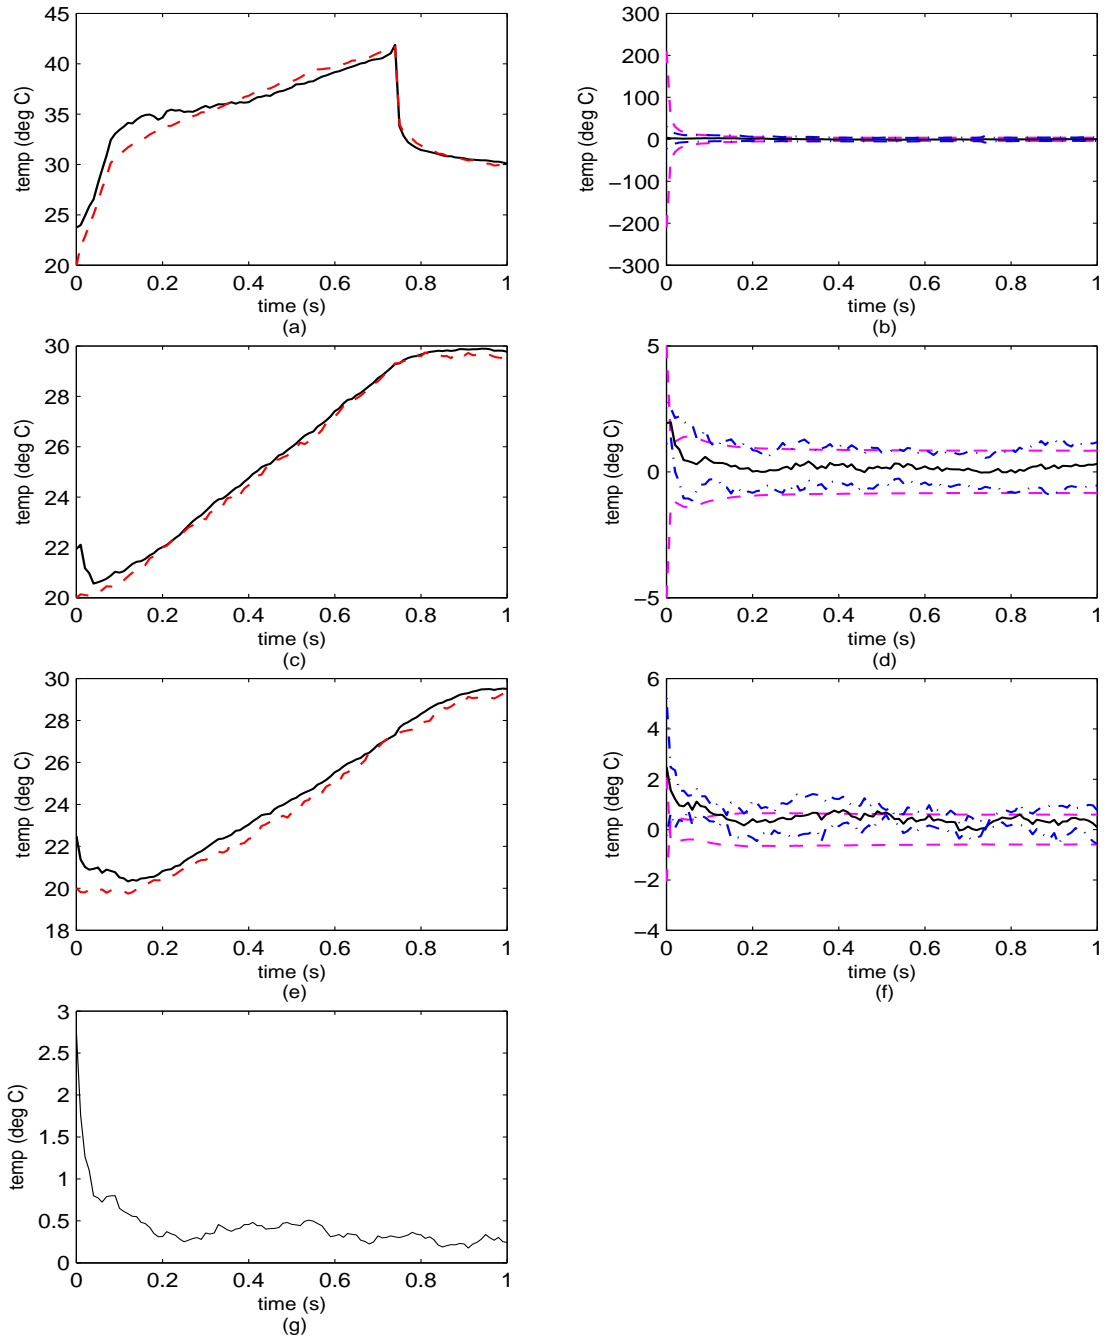 45
40
35
30
25
20
temp (deg C)
0 0.2 0.4 0.6 0.8 1
time (s)
(a)
300
200
100
0
−100
−200
−300
temp (deg C)
0 0.2 0.4 0.6 0.8 1
time (s)
(b)
30
28
26
24
22
20
temp (deg C)
0 0.2 0.4 0.6 0.8 1
time (s)
(c)
5
0
−5
temp (deg C)
0 0.2 0.4 0.6 0.8 1
time (s)
(d)
30
28
26
24
22
20
18
temp (deg C)
0 0.2 0.4 0.6 0.8 1
time (s)
(e)
6
4
2
0
−2
−4
temp (deg C)
0 0.2 0.4 0.6 0.8 1
time (s)
(f)
3
2.5
2
1.5
1
0.5
0
temp (deg C)
0 0.2 0.4 0.6 0.8 1
time (s)
(g)